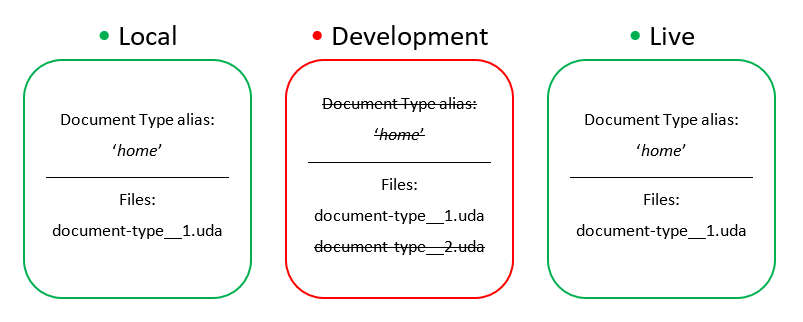 Local
Document Type alias:
‘home’
Files:
document-type__1.uda
Development
Document Type alias:
‘home’
Files:
document-type__1.uda
document-type__2.uda
Live
Document Type alias:
‘home’
Files:
document-type__1.uda